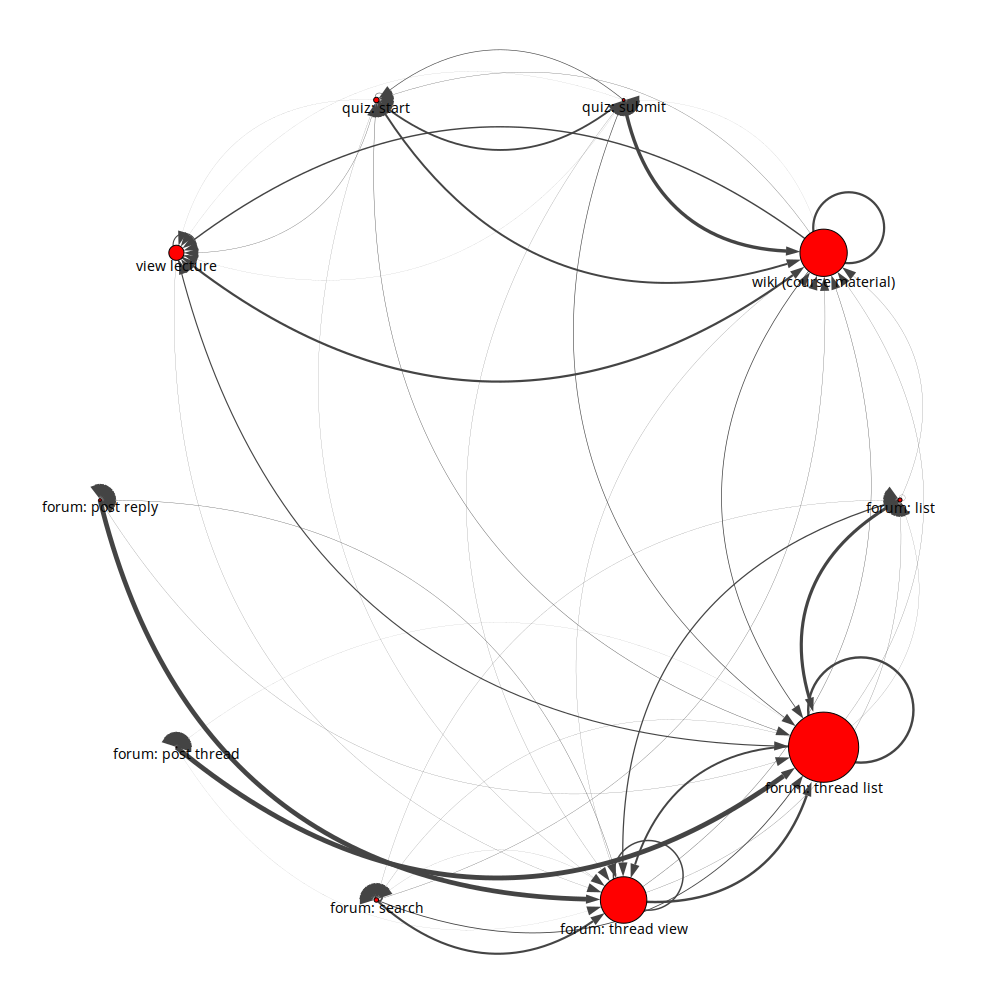 quiz: start
quiz: submit
view lecture
wiki (course material)
forum: post reply
forum: list
forum: post thread
forum: thread list
forum: search
forum: thread view